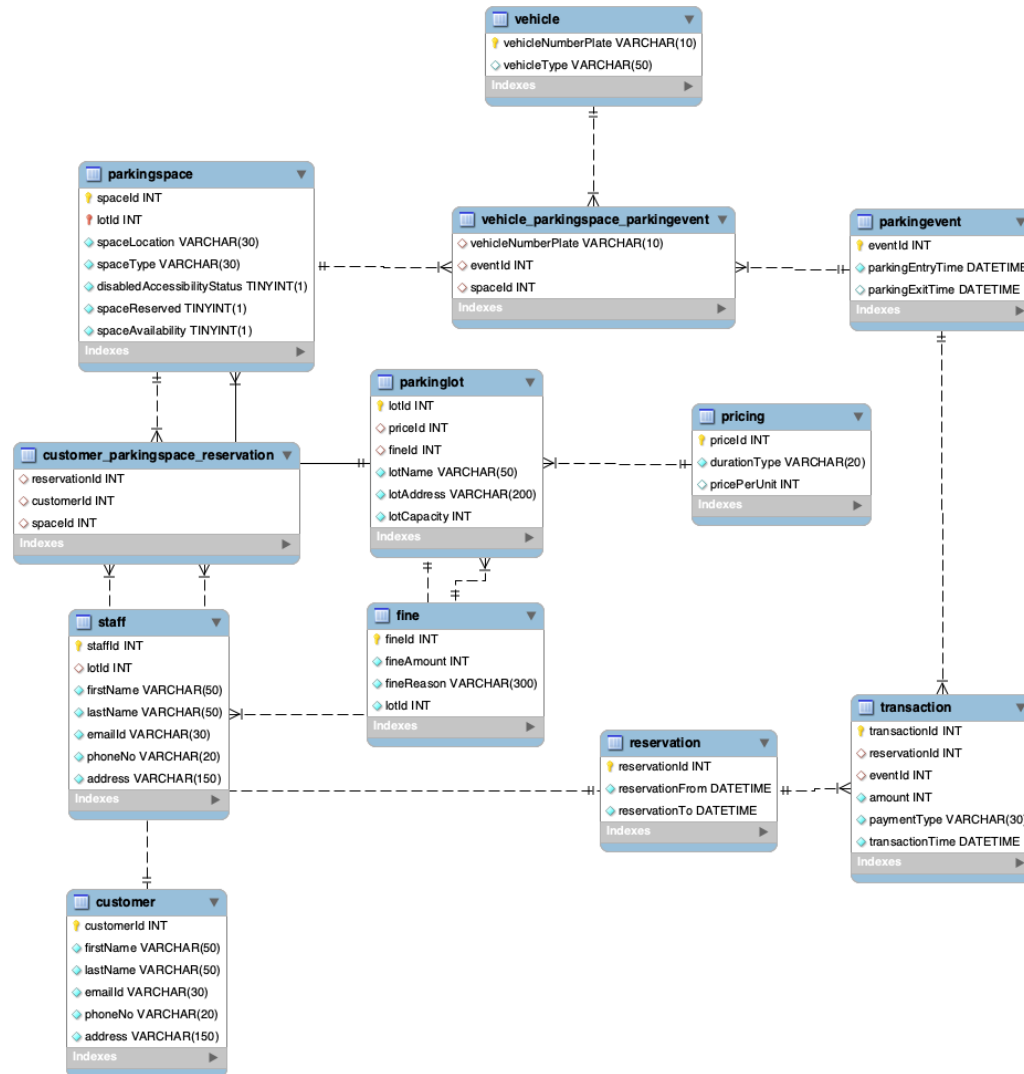 vehicle
vehicleNumberPlate VARCHAR(10)
vehicleType VARCHAR(50)
Indexes
parkingspace
spaceId INT
lotId INT
spaceLocation VARCHAR(30)
spaceType VARCHAR(30)
disabledAccessibilityStatus TINYINT(1)
spaceReserved TINYINT(1)
spaceAvailability TINYINT(1)
Indexes
vehicle_parkingspace_parkingevent
vehicleNumberPlate VARCHAR(10)
eventId INT
spaceId INT
Indexes
parkingevent
eventId INT
parkingEntryTime DATETIME
parkingExitTime DATETIME
Indexes
parkinglot
lotId INT
priceId INT
fineId INT
lotName VARCHAR(50)
lotAddress VARCHAR(200)
lotCapacity INT
Indexes
pricing
priceId INT
durationType VARCHAR(20)
pricePerUnit INT
Indexes
customer_parkingspace_reservation
reservationId INT
customerId INT
spaceId INT
Indexes
staff
staffId INT
lotId INT
firstName VARCHAR(50)
lastName VARCHAR(50)
emailId VARCHAR(30)
phoneNo VARCHAR(20)
address VARCHAR(150)
Indexes
fine
fineId INT
fineAmount INT
fineReason VARCHAR(300)
lotId INT
Indexes
reservation
reservationId INT
reservationFrom DATETIME
reservationTo DATETIME
Indexes
transaction
transactionId INT
reservationId INT
eventId INT
amount INT
paymentType VARCHAR(30)
transactionTime DATETIME
Indexes
customer
customerId INT
firstName VARCHAR(50)
lastName VARCHAR(50)
emailId VARCHAR(30)
phoneNo VARCHAR(20)
address VARCHAR(150)
Indexes